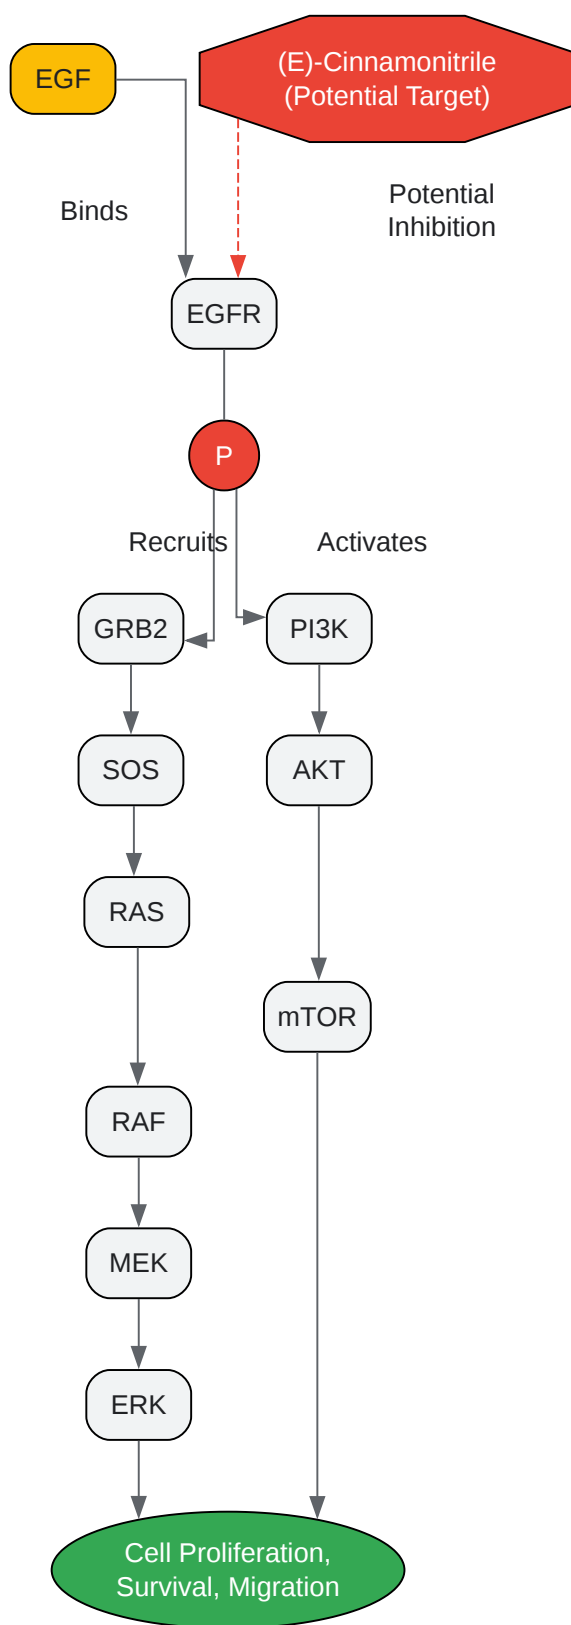 EGF
(E)-Cinnamonitrile
(Potential Target)
Binds
Potential
Inhibition
EGFR
P
Recruits
Activates
GRB2
PI3K
SOS
AKT
RAS
mTOR
RAF
MEK
ERK
Cell Proliferation,
Survival, Migration